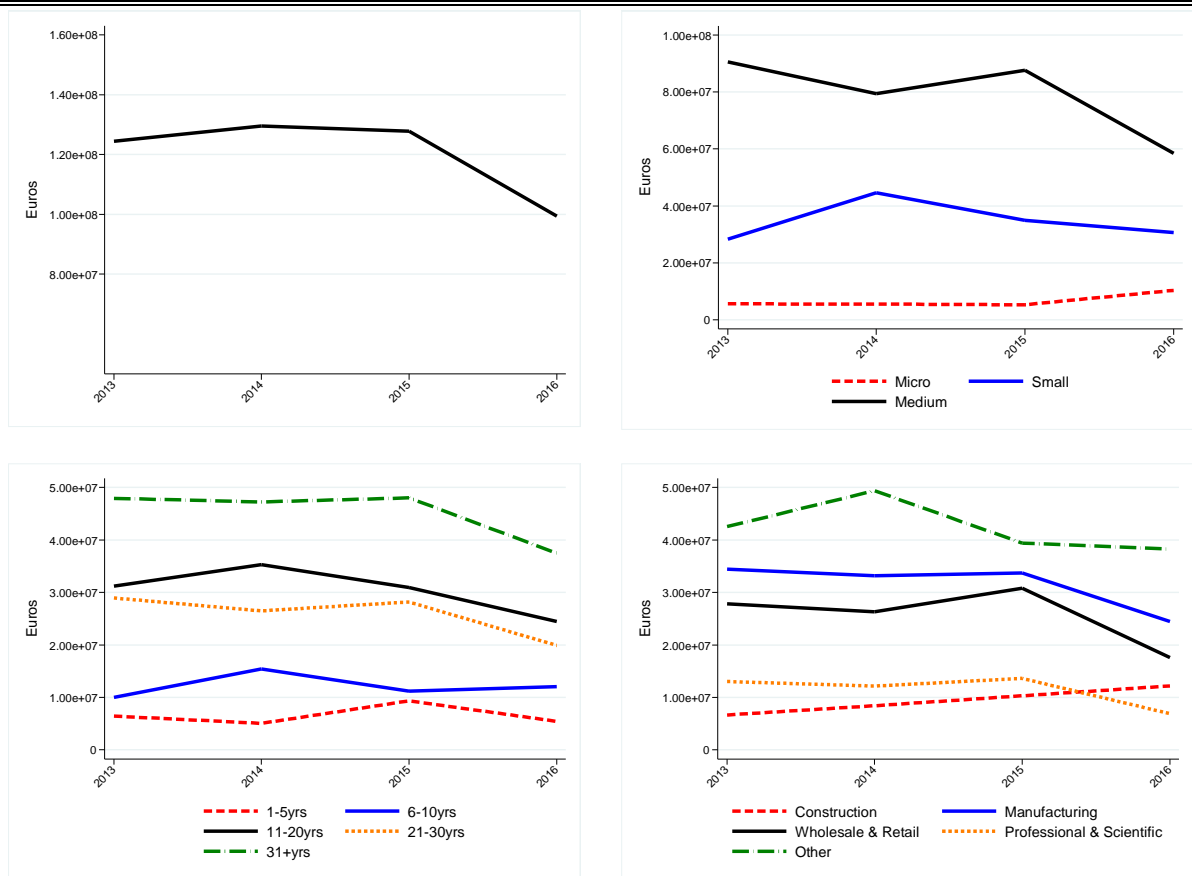 1.60e+08
1.40e+08
1.20e+08
1.00e+08
8.00e+07
Euros
2013
2014
2015
2016
1.00e+08
8.00e+07
6.00e+07
4.00e+07
2.00e+07
0
Euros
2013
2014
2015
2016
Micro Small
Medium
5.00e+07
4.00e+07
3.00e+07
2.00e+07
1.00e+07
0
Euros
2013
2014
2015
2016
1-5yrs 6-10yrs
11-20yrs 21-30yrs
31+yrs
5.00e+07
4.00e+07
3.00e+07
2.00e+07
1.00e+07
0
Euros
2013
2014
2015
2016
Construction Manufacturing
Wholesale & Retail Professional & Scientific
Other